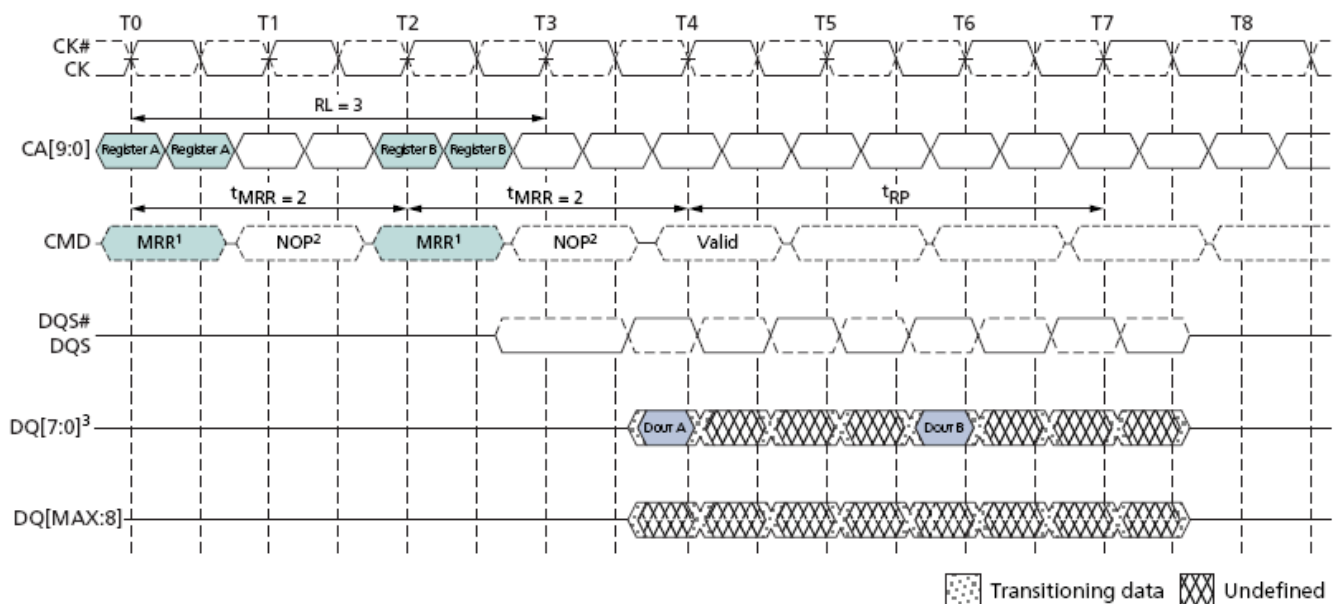 T0 T1 T2 T3 T4 T5 T6 T7 T8
CK#
CK
RL = 3
CA[9:0] Register A Register A Register B Register B
tMRR = 2 tMRR = 2 tRP
CMD MRR1 NOP2 MRR1 NOP2 Valid
DQS#
DQS
DQ[7:0]3 DOUT A DOUT B
DQ[MAX:8]
Transitioning data Undefined